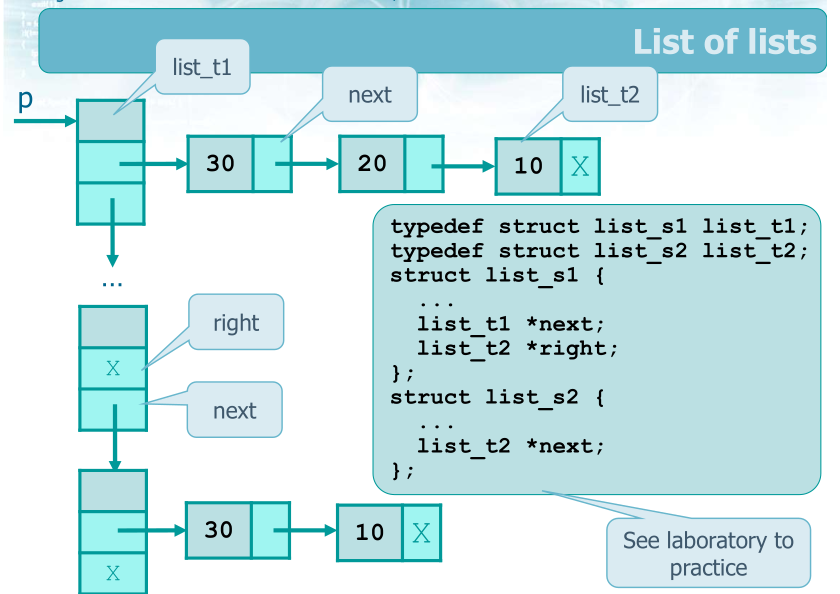 List of lists
list_t1
next
list_t2
p
30
20
10
X
typedef struct list_s1 list_t1;
typedef struct list_s2 list_t2;
struct list_s1 {
...
list_t1 *next;
list_t2 *right;
};
struct list_s2 {
...
list_t2 *next;
};
...
right
X
next
30
10
X
X
See laboratory to
practice